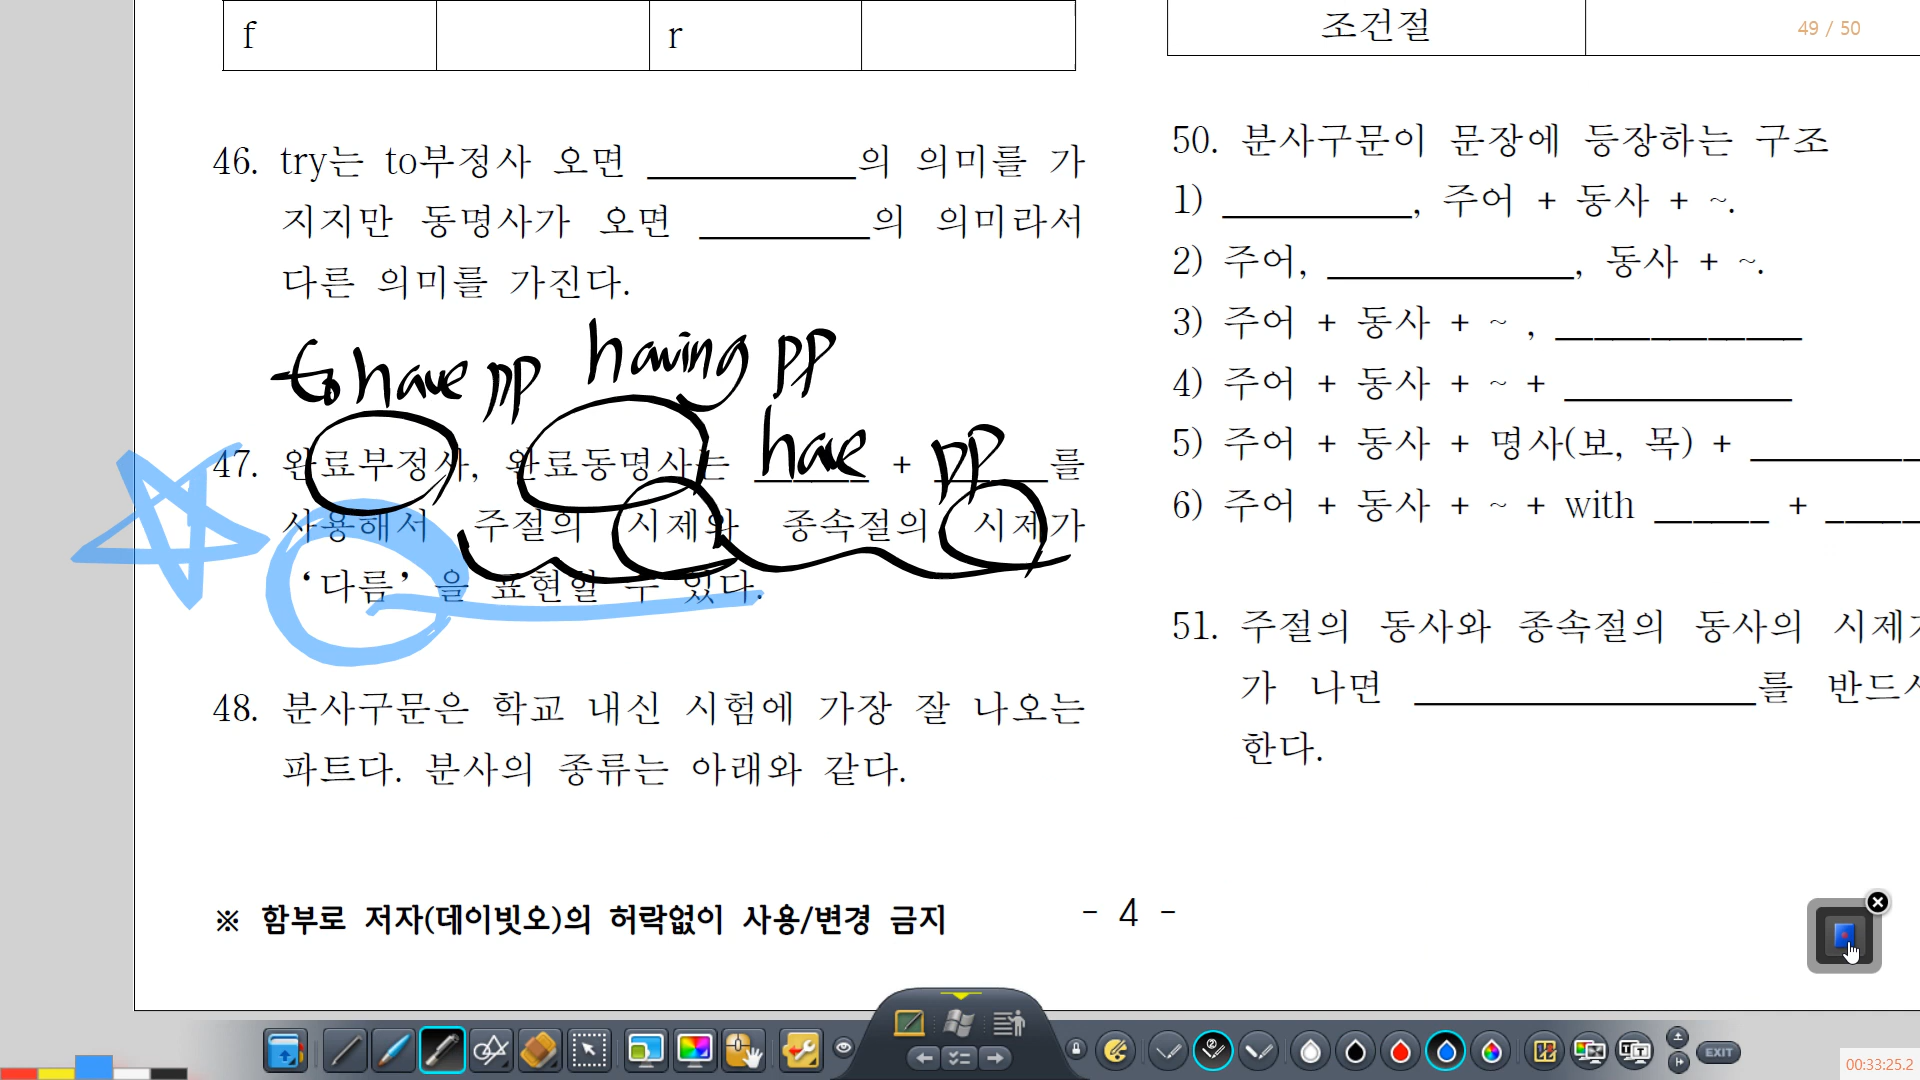 f r
46. try는 to부정사 오면 ___________의 의미를 가
지지만 동명사가 오면 _________의 의미라서
다른 의미를 가진다.
to have pp having pp
47. 완료부정사, 완료동명사는 have + pp를
사용해서 주절의 시제와 종속절의 시제가
‘다름’을 표현할 수 있다.
48. 분사구문은 학교 내신 시험에 가장 잘 나오는
파트다. 분사의 종류는 아래와 같다.
조건절
49 / 50
50. 분사구문이 문장에 등장하는 구조
1) __________, 주어 + 동사 + ~.
2) 주어, _____________, 동사 + ~.
3) 주어 + 동사 + ~ , _____________
4) 주어 + 동사 + ~ + ____________
5) 주어 + 동사 + 명사(보, 목) + _________
6) 주어 + 동사 + ~ + with ______ + _____
51. 주절의 동사와 종속절의 동사의 시제
가 나면 __________________를 반드시
한다.
※ 함부로 저자(데이빗오)의 허락없이 사용/변경 금지
- 4 -
EXIT
00:33:25.2